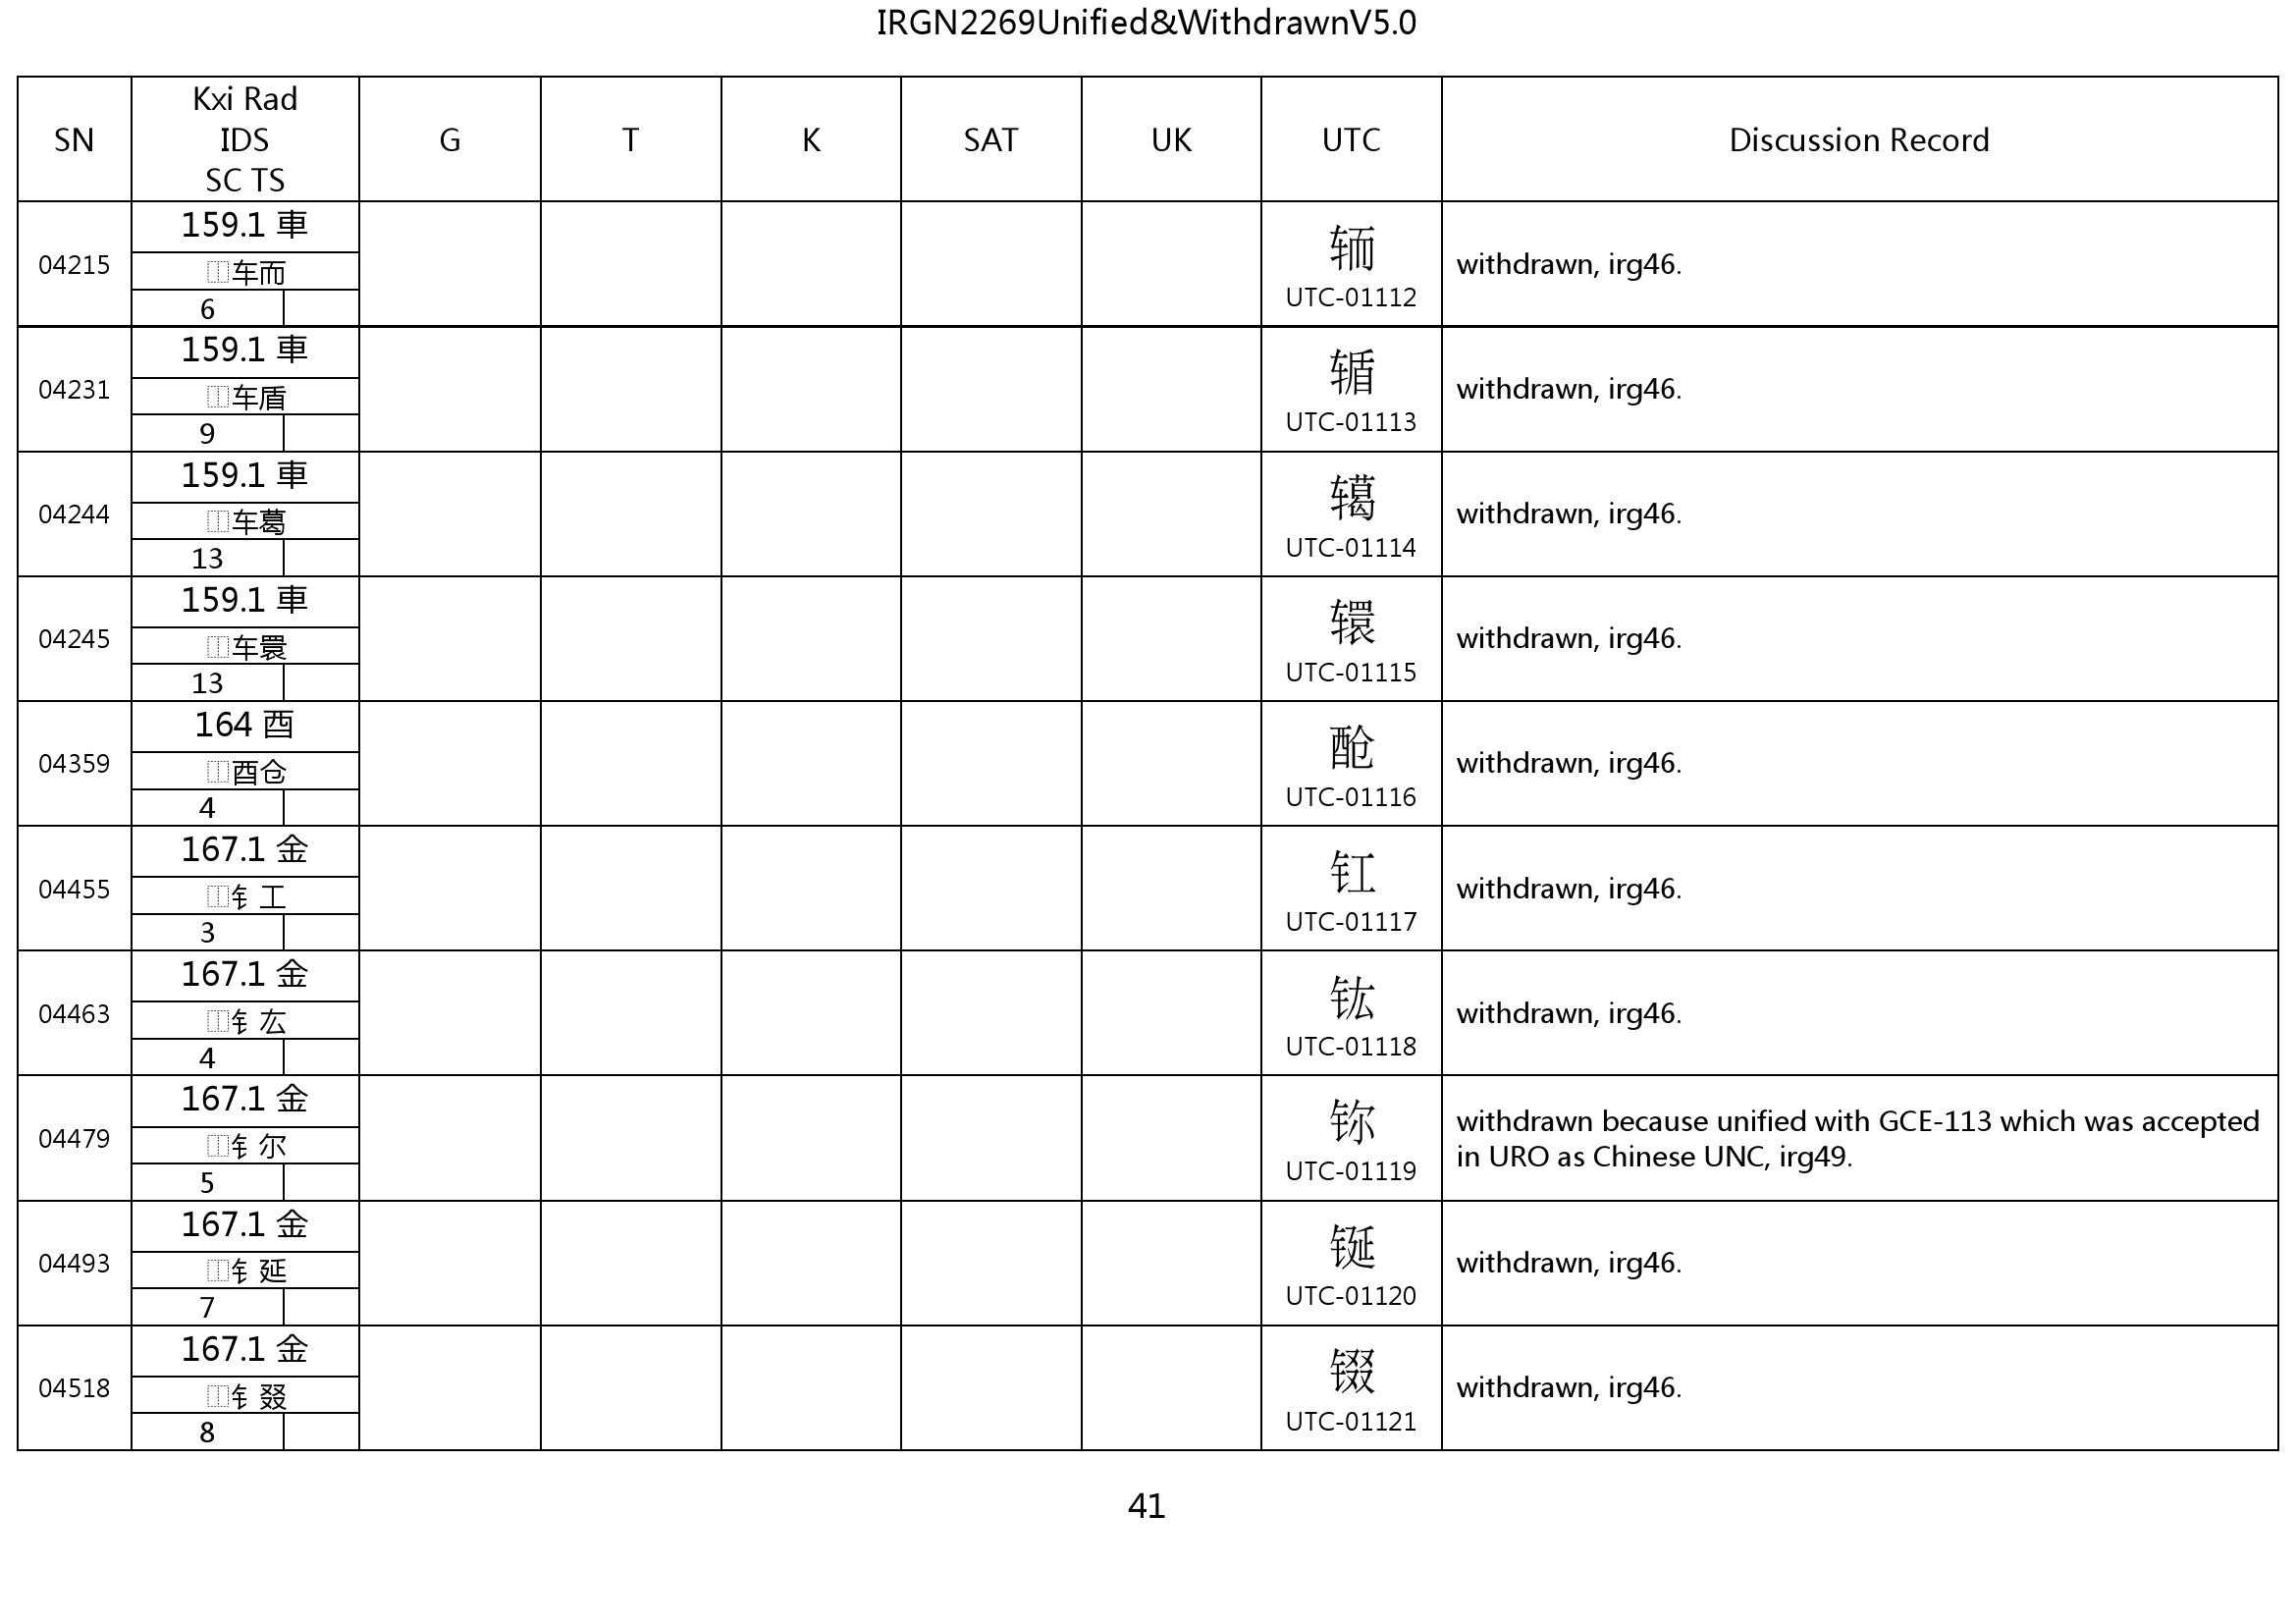 IRGN2269Unified&WithdrawnV5.0
SN
Kxi Rad
IDS
SC TS
G
T
K
SAT
UK
UTC
Discussion Record
04215
159.1 車
⿰车而
6
UTC-01112
withdrawn, irg46.
04231
159.1 車
⿰车盾
9
UTC-01113
withdrawn, irg46.
04244
159.1 車
⿰车葛
13
UTC-01114
withdrawn, irg46.
04245
159.1 車
⿰车睘
13
UTC-01115
withdrawn, irg46.
04359
164 酉
⿰酉仓
4
UTC-01116
withdrawn, irg46.
04455
167.1 金
⿰钅工
3
UTC-01117
withdrawn, irg46.
04463
167.1 金
⿰钅厷
4
UTC-01118
withdrawn, irg46.
04479
167.1 金
⿰钅尔
5
UTC-01119
withdrawn because unified with GCE-113 which was accepted
in URO as Chinese UNC, irg49.
04493
167.1 金
⿰钅延
7
UTC-01120
withdrawn, irg46.
04518
167.1 金
⿰钅叕
8
UTC-01121
withdrawn, irg46.
41